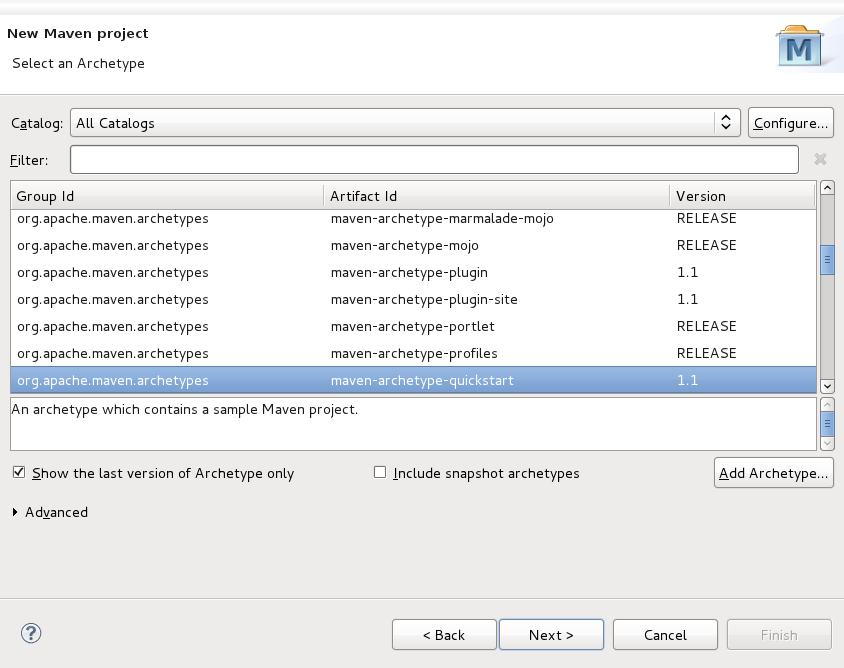 New Maven project
Select an Archetype
M
Catalog: All Catalogs Configure...
Filter:
Group Id Artifact Id Version
org.apache.maven.archetypes maven-archetype-marmalade-mojo RELEASE
org.apache.maven.archetypes maven-archetype-mojo RELEASE
org.apache.maven.archetypes maven-archetype-plugin 1.1
org.apache.maven.archetypes maven-archetype-plugin-site 1.1
org.apache.maven.archetypes maven-archetype-portlet RELEASE
org.apache.maven.archetypes maven-archetype-profiles RELEASE
org.apache.maven.archetypes maven-archetype-quickstart 1.1
An archetype which contains a sample Maven project.
Show the last version of Archetype only Include snapshot archetypes Add Archetype...
Advanced
? < Back Next > Cancel Finish